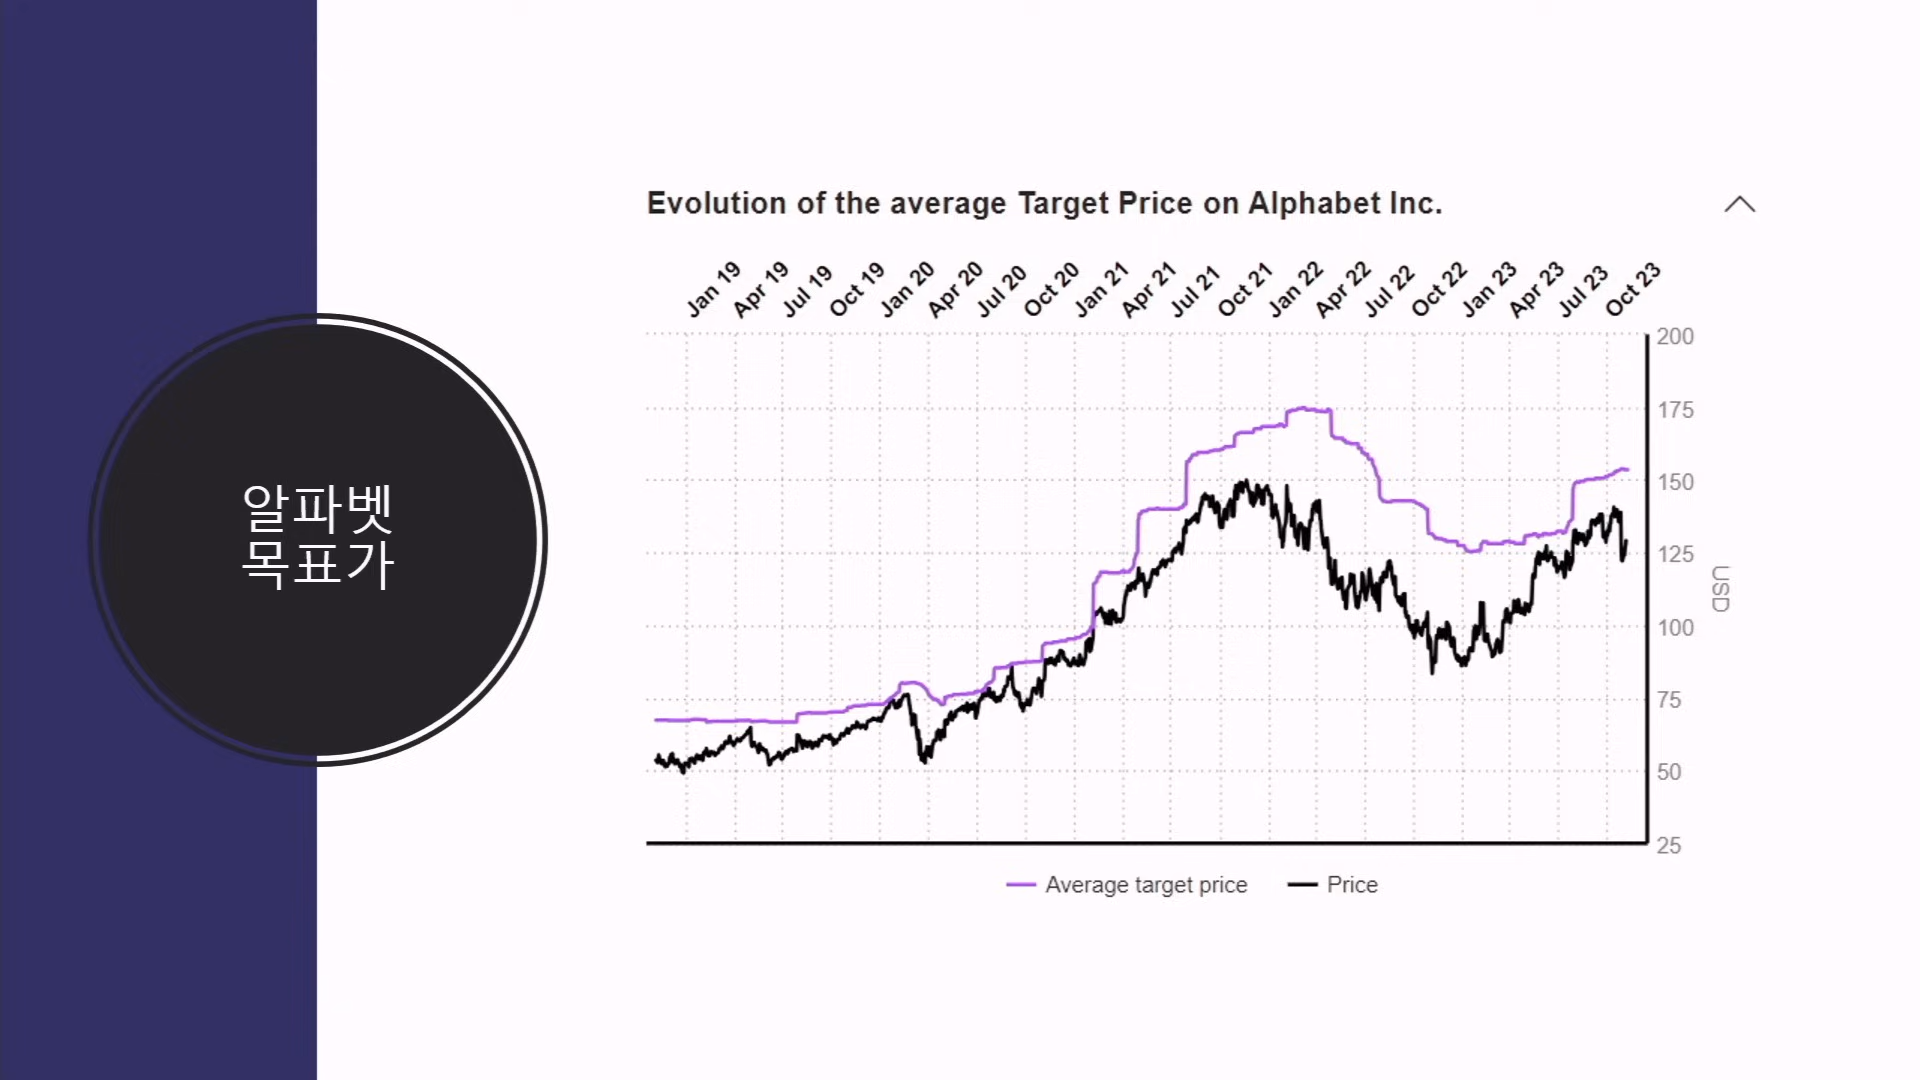 알파벳
목표가
Evolution of the average Target Price on Alphabet Inc.
Jan 19 Apr 19 Jul 19 Oct 19 Jan 20 Apr 20 Jul 20 Oct 20 Jan 21 Apr 21 Jul 21 Oct 21 Jan 22 Apr 22 Jul 22 Oct 22 Jan 23 Apr 23 Jul 23 Oct 23
200
175
150
125
100
75
50
25
USD
Average target price Price